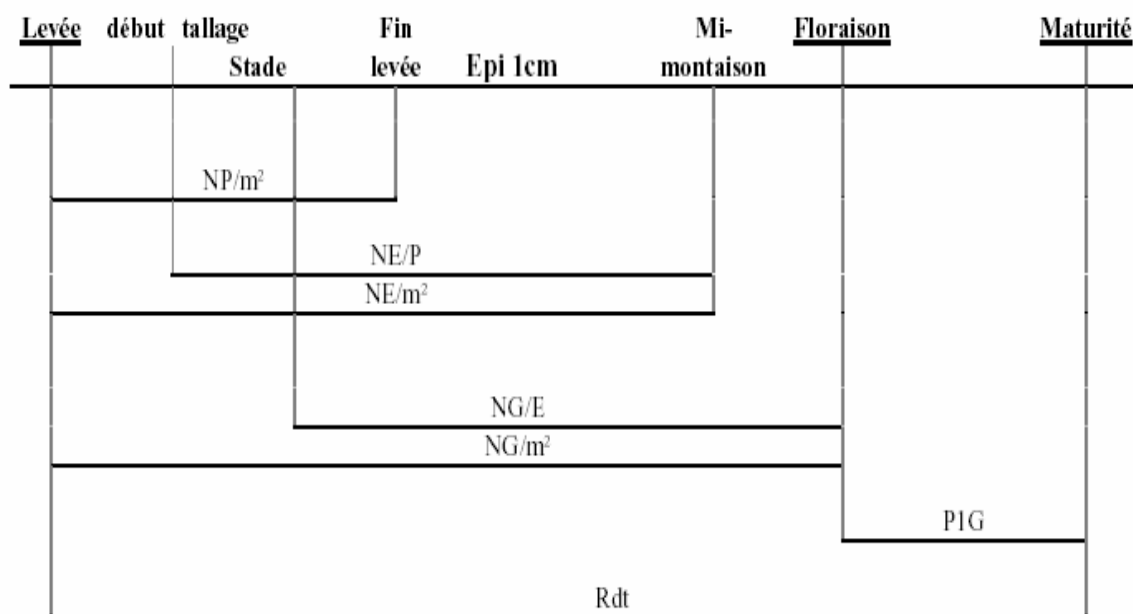 Levée début tallage Fin Mi- Floraison Maturité
Stade levée Epi 1cm montaison
NP/m²
NE/P
NE/m²
NG/E
NG/m²
P1G
Rdt